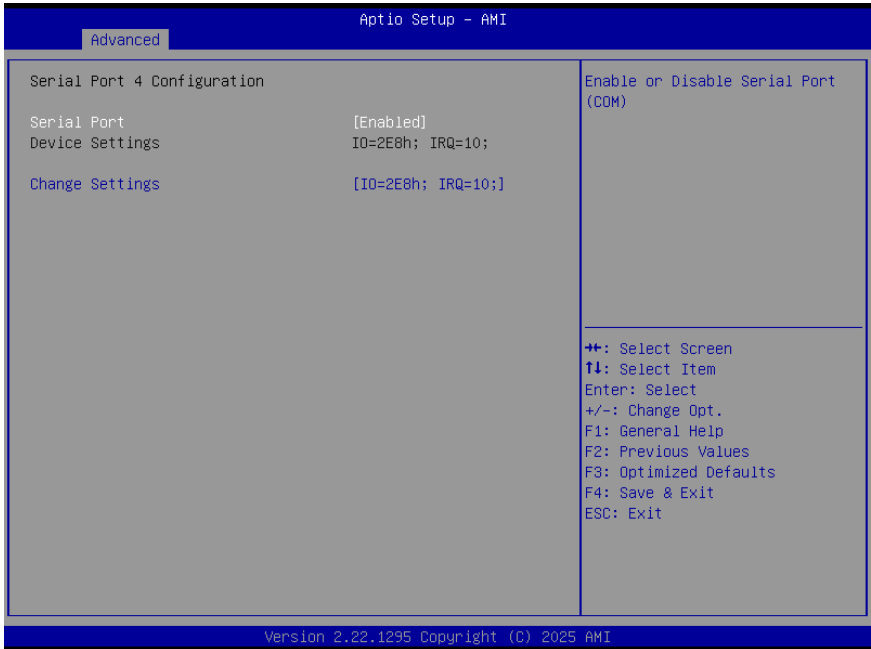 Aptio Setup – AMI
Advanced
Serial Port 4 Configuration
Serial Port [Enabled]
Device Settings IO=2E8h; IRQ=10;
Change Settings [IO=2E8h; IRQ=10;]
Enable or Disable Serial Port
(COM)
→←: Select Screen
↑↓: Select Item
Enter: Select
+/-: Change Opt.
F1: General Help
F2: Previous Values
F3: Optimized Defaults
F4: Save & Exit
ESC: Exit
Version 2.22.1295 Copyright (C) 2025 AMI